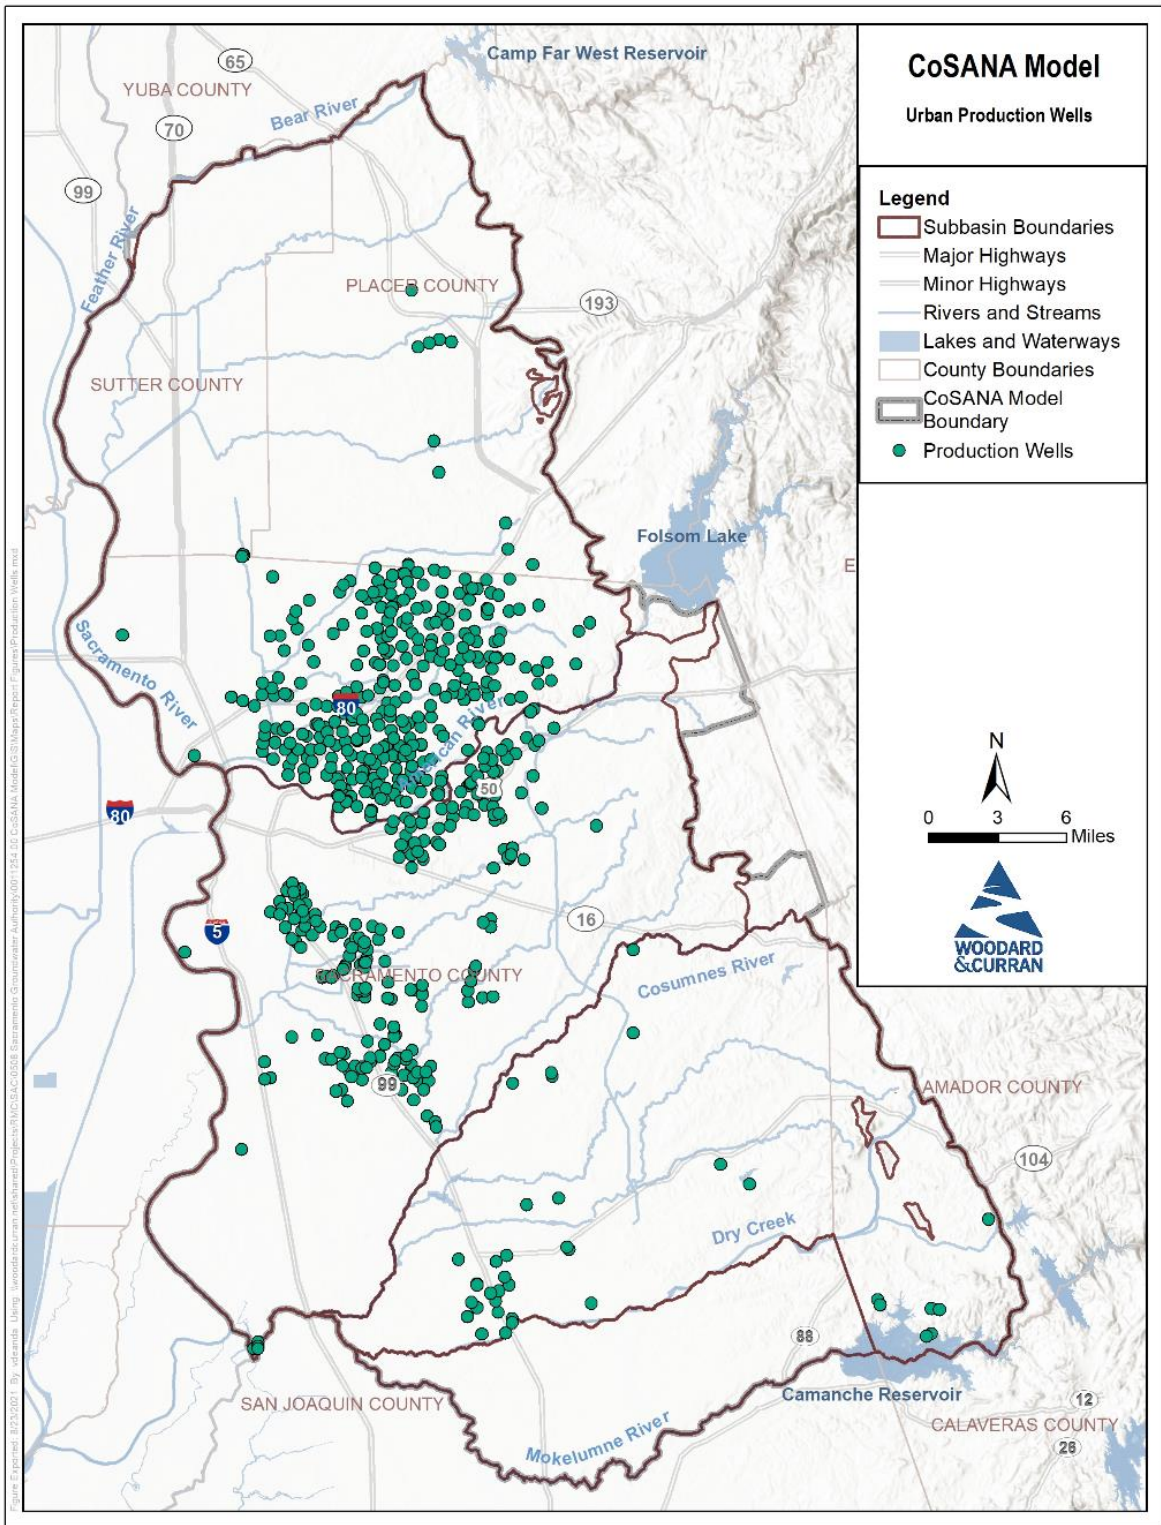 CoSANA Model
Urban Production Wells
Legend
Subbasin Boundaries
Major Highways
Minor Highways
Rivers and Streams
Lakes and Waterways
County Boundaries
CoSANA Model
Boundary
Production Wells
N
0 3 6
Miles
WOODARD
&CURRAN
Camp Far West Reservoir
65
YUBA COUNTY
Bear River
70
99
Feather River
PLACER COUNTY
193
SUTTER COUNTY
Folsom Lake
E
Sacramento River
80
American River
50
80
16
5
SACRAMENTO COUNTY
Cosumnes River
99
AMADOR COUNTY
104
Dry Creek
88
SAN JOAQUIN COUNTY
Camanche Reservoir
12
CALAVERAS COUNTY
26
Mokelumne River